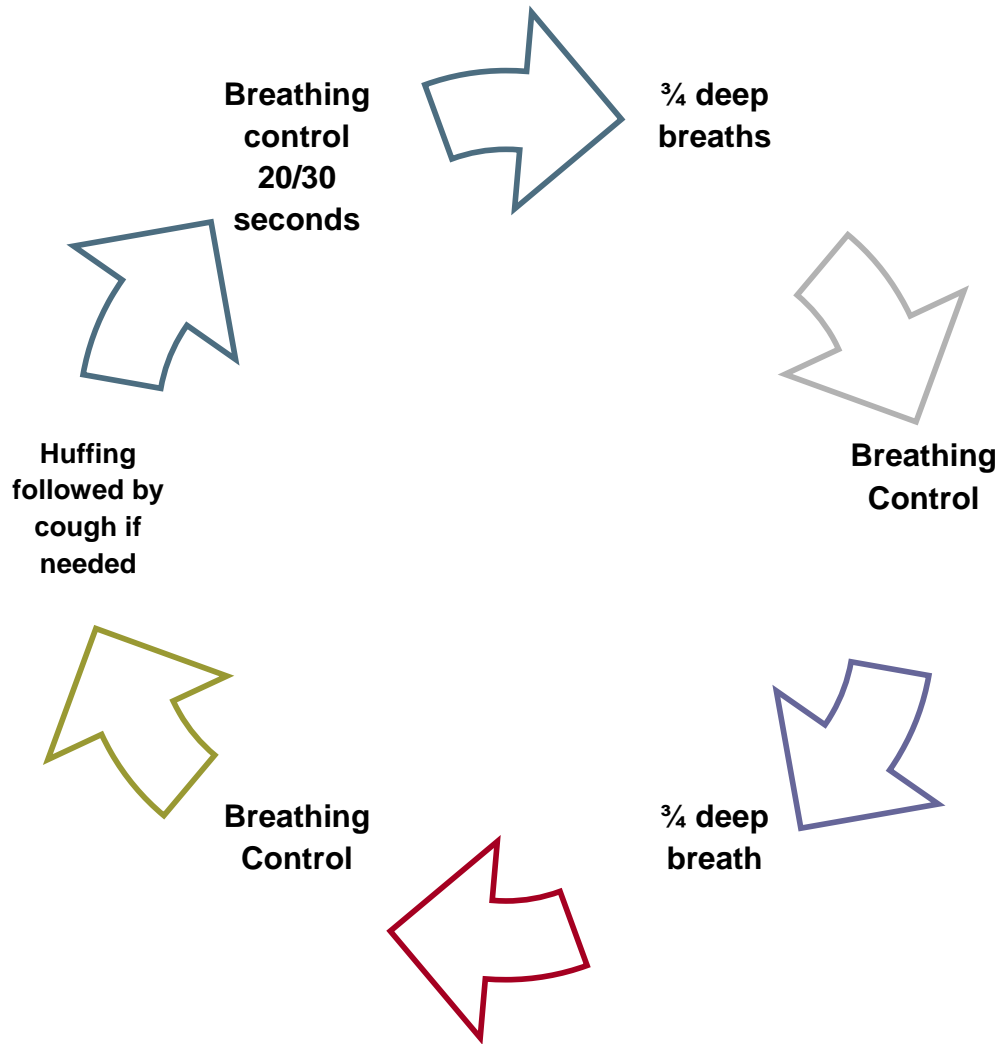 Breathing
control
20/30
seconds
¾ deep
breaths
Breathing
Control
¾ deep
breath
Breathing
Control
Huffing
followed by
cough if
needed